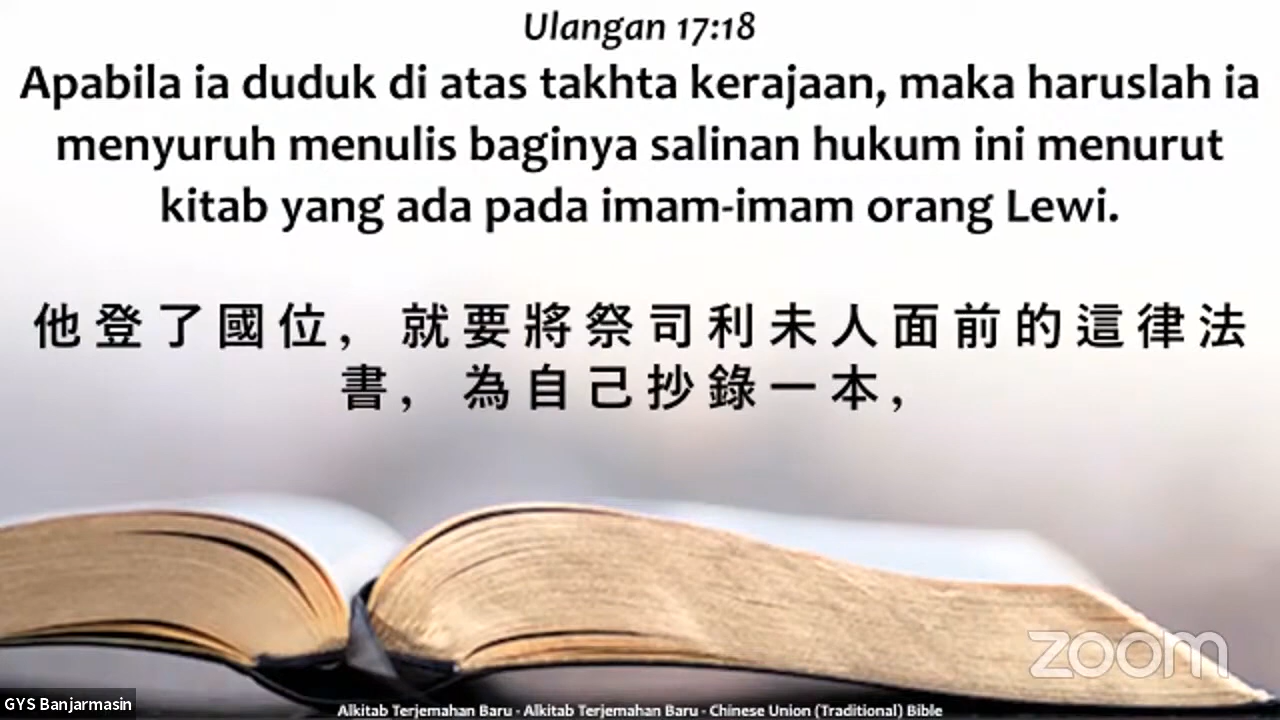 Ulangan 17:18
Apabila ia duduk di atas takhta kerajaan, maka haruslah ia
menyuruh menulis baginya salinan hukum ini menurut
kitab yang ada pada imam-imam orang Lewi.
他登了國位，就要將祭司利未人面前的這律法
書，為自己抄錄一本，
zoom
GYS Banjarmasin
Alkitab Terjemahan Baru - Alkitab Terjemahan Baru - Chinese Union (Traditional) Bible